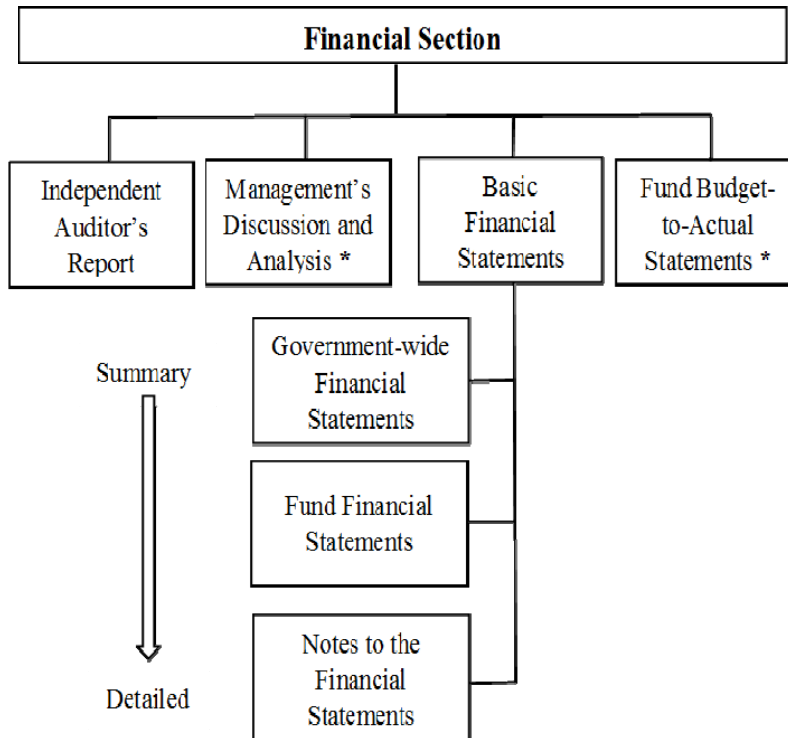 Financial Section
Independent
Auditor's
Report
Management's
Discussion and
Analysis *
Basic
Financial
Statements
Fund Budget-
to-Actual
Statements *
Summary
Detailed
Government-wide
Financial
Statements
Fund Financial
Statements
Notes to the
Financial
Statements